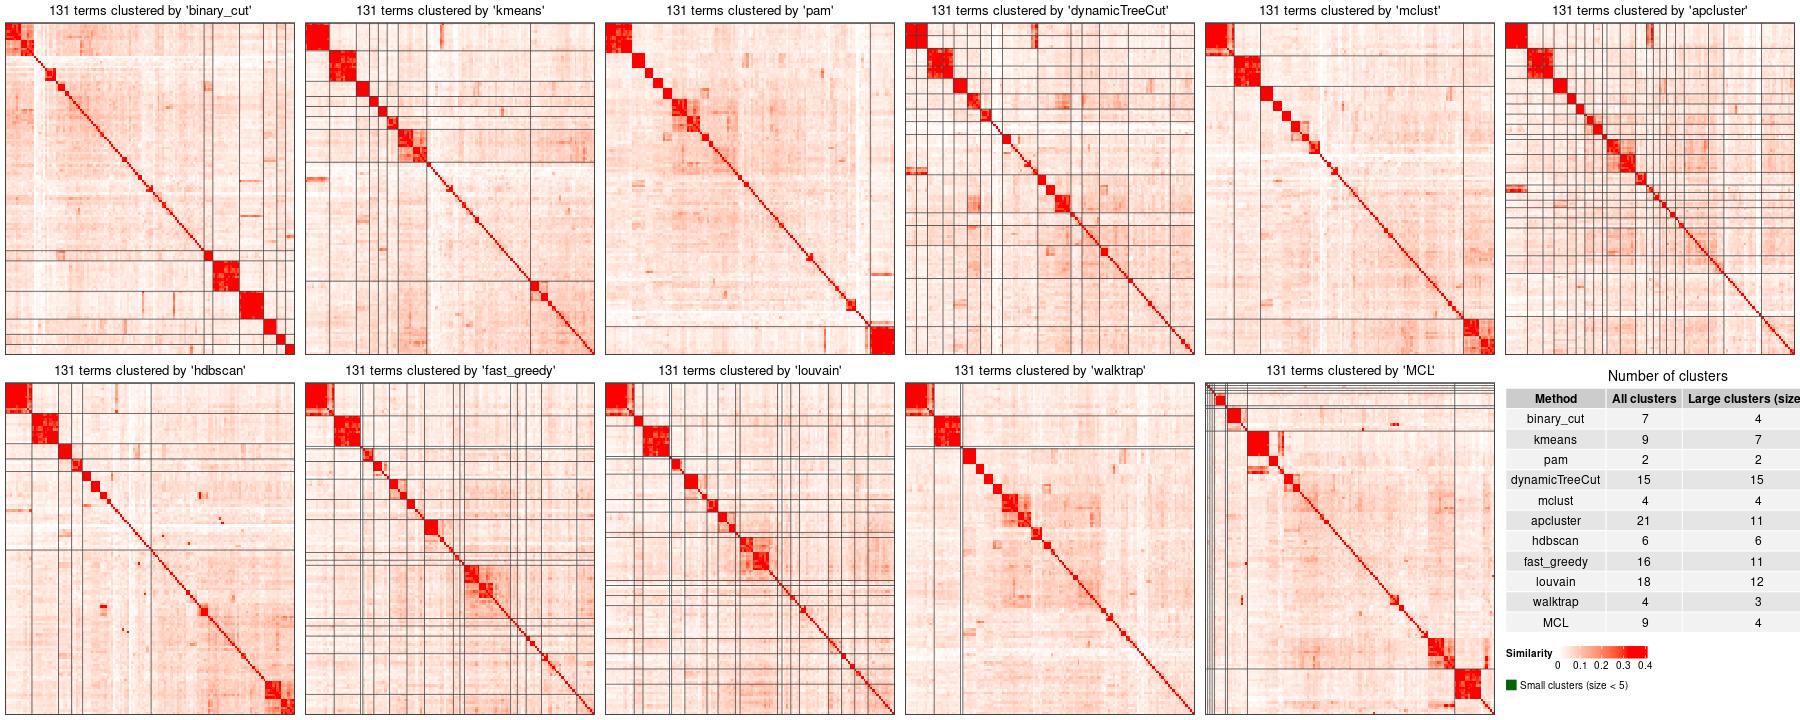 131 terms clustered by 'binary_cut'
131 terms clustered by 'kmeans'
131 terms clustered by 'pam'
131 terms clustered by 'dynamicTreeCut'
131 terms clustered by 'mclust'
131 terms clustered by 'apcluster'
131 terms clustered by 'hdbscan'
131 terms clustered by 'fast_greedy'
131 terms clustered by 'louvain'
131 terms clustered by 'walktrap'
131 terms clustered by 'MCL'
Number of clusters
Method All clusters Large clusters (size
binary_cut 7 4
kmeans 9 7
pam 2 2
dynamicTreeCut 15 15
mclust 4 4
apcluster 21 11
hdbscan 6 6
fast_greedy 16 11
louvain 18 12
walktrap 4 3
MCL 9 4
Similarity
0 0.1 0.2 0.3 0.4
Small clusters (size < 5)